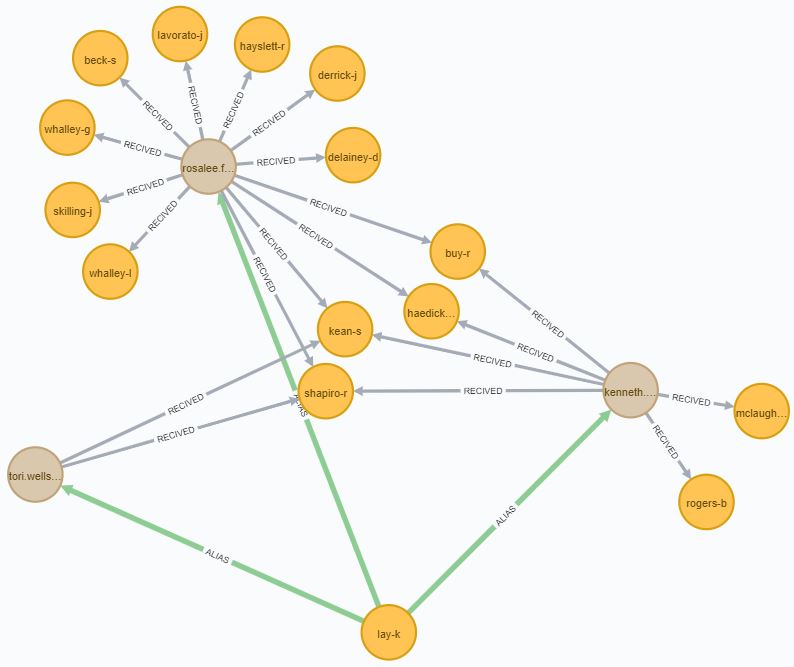 lavorato-j
hayslett-r
beck-s
derrick-j
RECIVED
RECIVED
RECIVED
RECIVED
whalley-g
RECIVED
delainey-d
RECIVED
rosalee.f...
skilling-j
RECIVED
RECIVED
RECIVED
RECIVED
RECIVED
RECIVED
whalley-l
buy-r
haedick...
kean-s
RECIVED
RECIVED
RECIVED
shapiro-r
RECIVED
kenneth....
RECIVED
mclaugh...
ALIAS
RECIVED
RECIVED
RECIVED
tori.wells...
rogers-b
ALIAS
ALIAS
lay-k